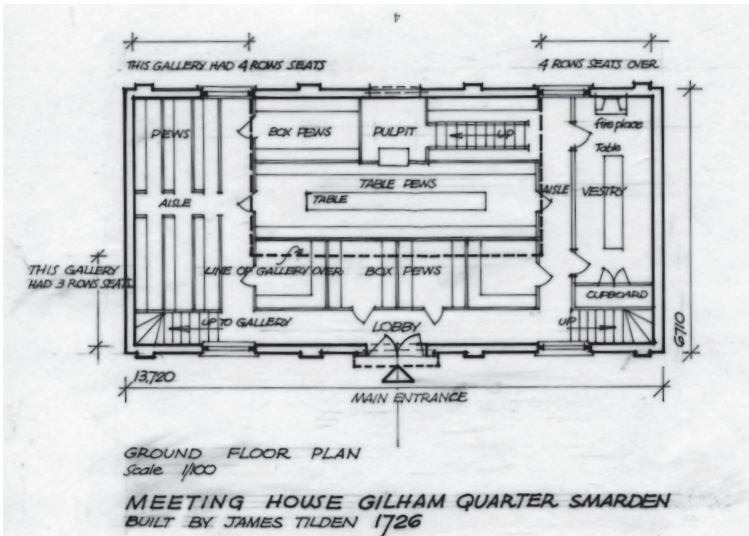 4
THIS GALLERY HAD 4 ROWS SEATS
4 ROWS SEATS OVER
PEWS
BOX PEWS
PULPIT
UP
fireplace
Table
TABLE PEWS
AISLE
TABLE
AISLE
VESTRY
THIS GALLERY
HAD 3 ROWS SEATS
LINE OF GALLERY OVER
BOX PEWS
CUPBOARD
UP TO GALLERY
LOBBY
UP
6710
13,720
MAIN ENTRANCE
GROUND FLOOR PLAN
Scale 1/100
MEETING HOUSE GILHAM QUARTER SMARDEN
BUILT BY JAMES TILDEN 1726